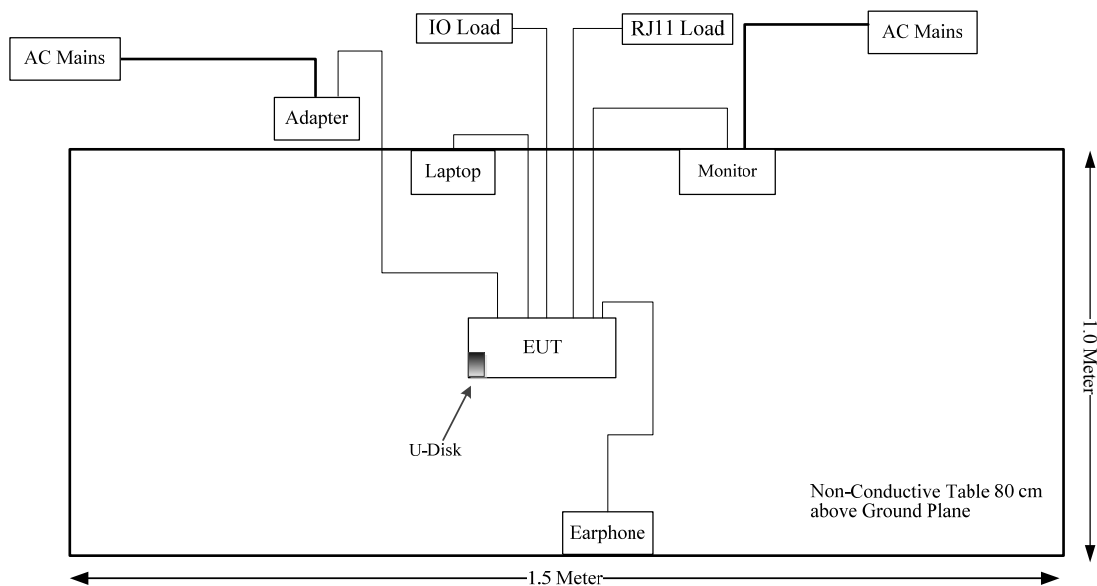 IO Load
RJ11 Load
AC Mains
AC Mains
Adapter
Laptop
Monitor
EUT
U-Disk
Non-Conductive Table 80 cm
above Ground Plane
Earphone
1.0 Meter
1.5 Meter